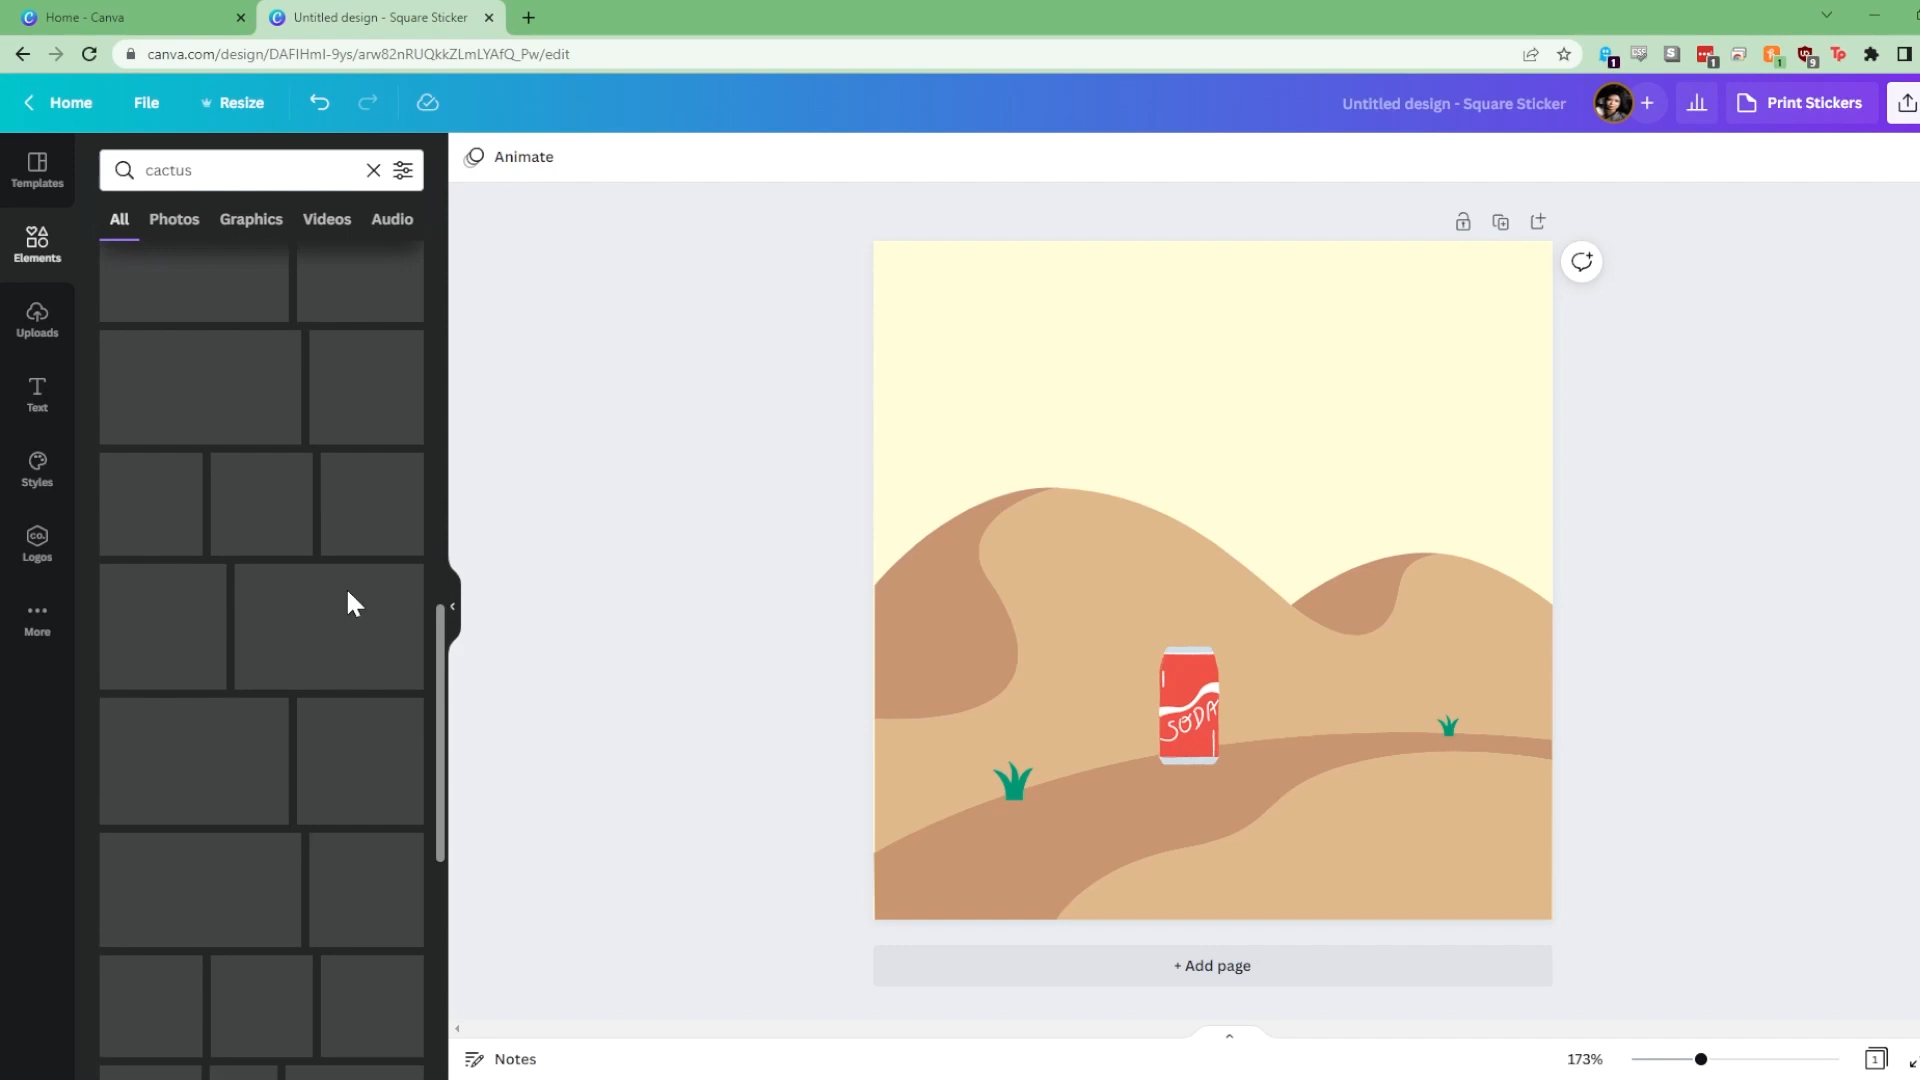 Home - Canva
Untitled design - Square Sticker
canva.com/design/DAFIHmI-9ys/arw82nRUQkkZLmLYAfQ_Pw/edit
Home
File
Resize
Untitled design - Square Sticker
Print Stickers
Templates
Elements
Uploads
Text
Styles
CO.
Logos
More
cactus
All
Photos
Graphics
Videos
Audio
Animate
SODA
+ Add page
Notes
173%
1